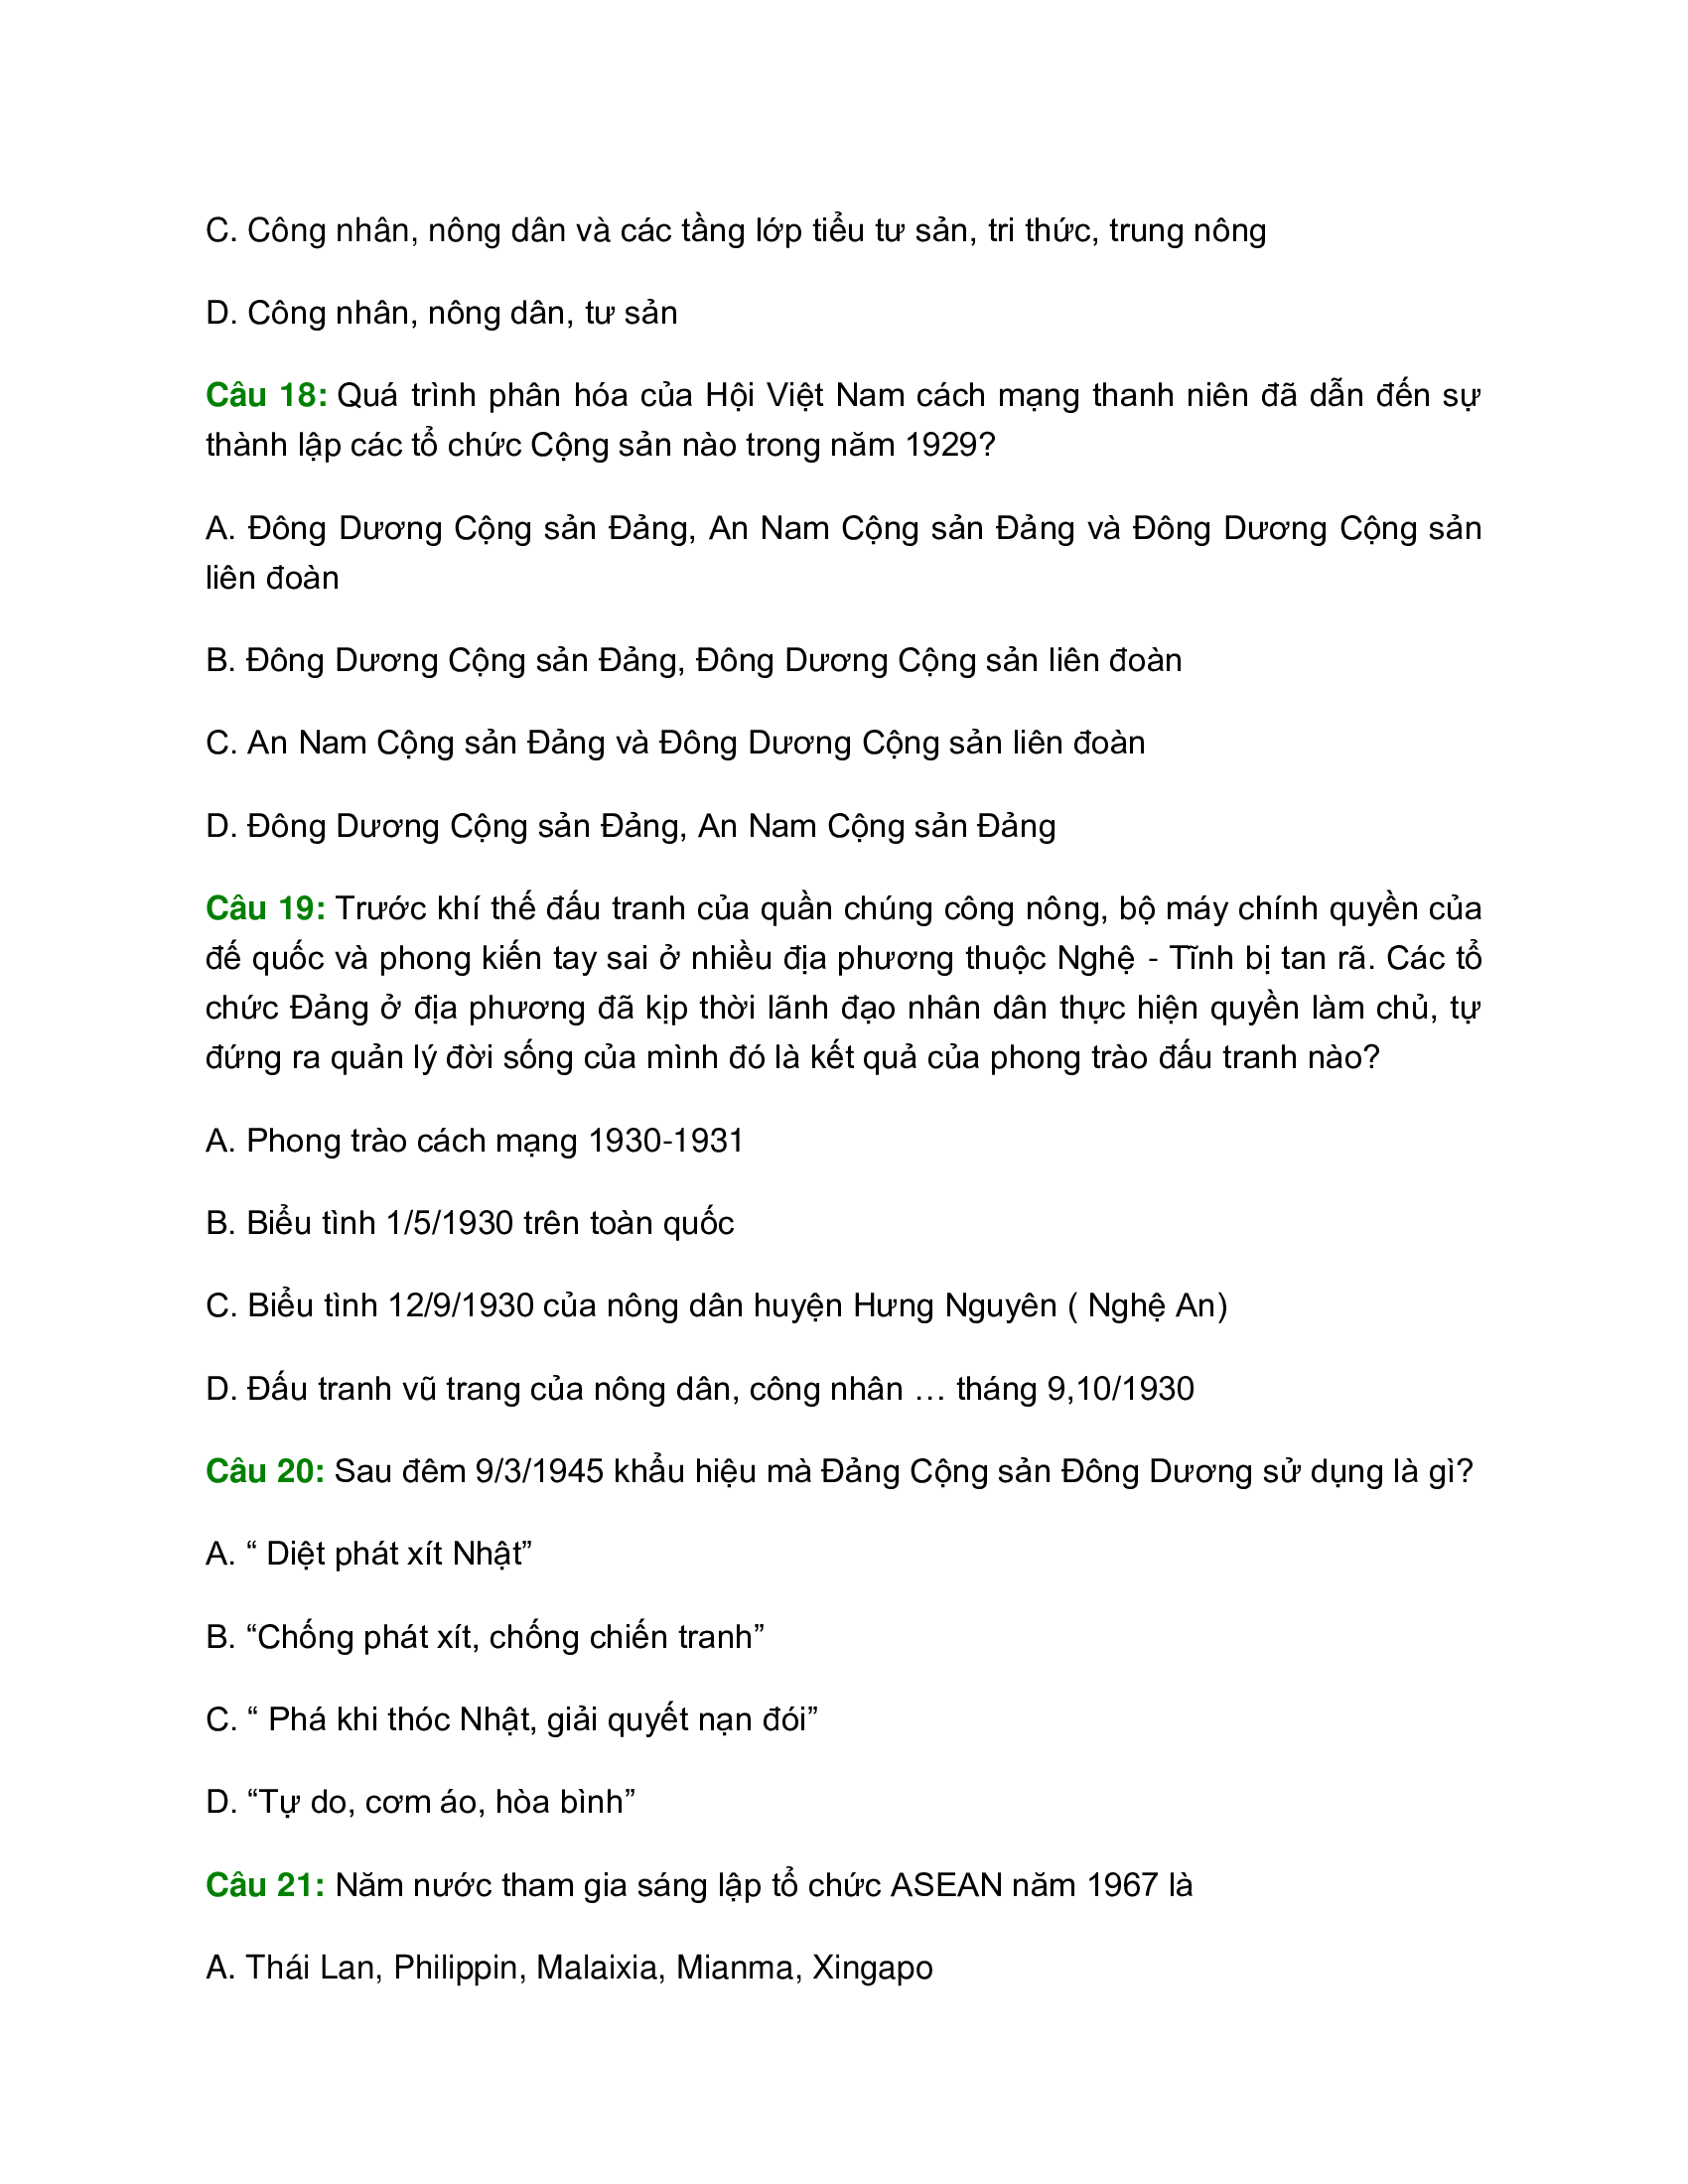 C. Công nhân, nông dân và các tầng lớp tiểu tư sản, tri thức, trung nông
D. Công nhân, nông dân, tư sản
Câu 18: Quá trình phân hóa của Hội Việt Nam cách mạng thanh niên đã dẫn đến sự
thành lập các tổ chức Cộng sản nào trong năm 1929?
A. Đông Dương Cộng sản Đảng, An Nam Cộng sản Đảng và Đông Dương Cộng sản
liên đoàn
B. Đông Dương Cộng sản Đảng, Đông Dương Cộng sản liên đoàn
C. An Nam Cộng sản Đảng và Đông Dương Cộng sản liên đoàn
D. Đông Dương Cộng sản Đảng, An Nam Cộng sản Đảng
Câu 19: Trước khí thế đấu tranh của quần chúng công nông, bộ máy chính quyền của
đế quốc và phong kiến tay sai ở nhiều địa phương thuộc Nghệ - Tĩnh bị tan rã. Các tổ
chức Đảng ở địa phương đã kịp thời lãnh đạo nhân dân thực hiện quyền làm chủ, tự
đứng ra quản lý đời sống của mình đó là kết quả của phong trào đấu tranh nào?
A. Phong trào cách mạng 1930-1931
B. Biểu tình 1/5/1930 trên toàn quốc
C. Biểu tình 12/9/1930 của nông dân huyện Hưng Nguyên ( Nghệ An)
D. Đấu tranh vũ trang của nông dân, công nhân … tháng 9,10/1930
Câu 20: Sau đêm 9/3/1945 khẩu hiệu mà Đảng Cộng sản Đông Dương sử dụng là gì?
A. “ Diệt phát xít Nhật”
B. “Chống phát xít, chống chiến tranh”
C. “ Phá khi thóc Nhật, giải quyết nạn đói”
D. “Tự do, cơm áo, hòa bình”
Câu 21: Năm nước tham gia sáng lập tổ chức ASEAN năm 1967 là
A. Thái Lan, Philippin, Malaixia, Mianma, Xingapo